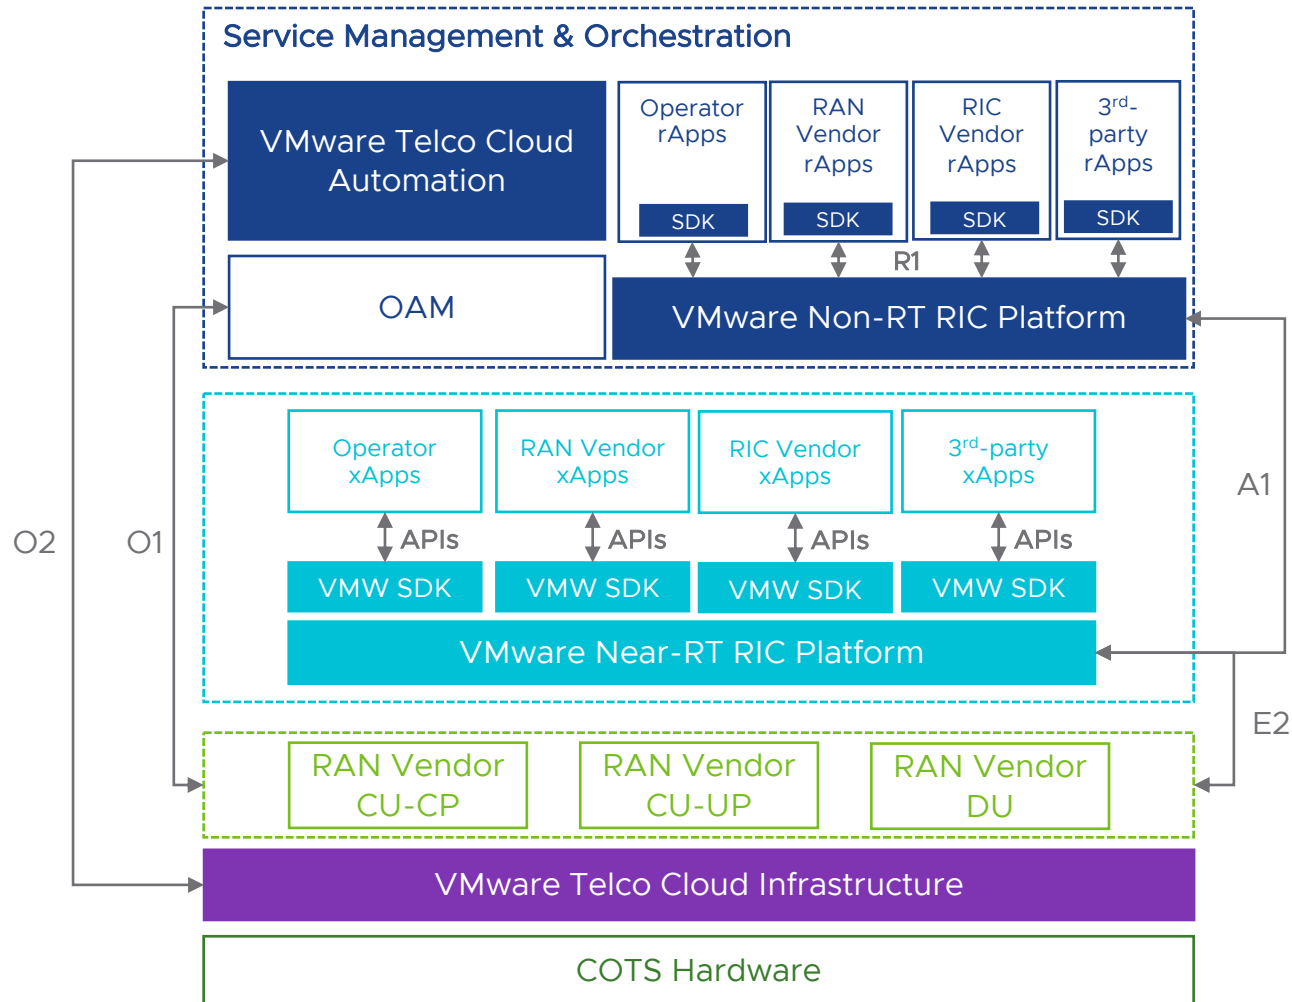 Service Management & Orchestration
VMware Telco Cloud
Automation
Operator
rApps
SDK
RAN
Vendor
rApps
SDK
RIC
Vendor
rApps
SDK
3rd-
party
rApps
SDK
R1
OAM
VMware Non-RT RIC Platform
Operator
xApps
RAN Vendor
xApps
RIC Vendor
xApps
3rd-party
xApps
A1
O2
O1
APIs
APIs
APIs
APIs
VMW SDK
VMW SDK
VMW SDK
VMW SDK
VMware Near-RT RIC Platform
E2
RAN Vendor
CU-CP
RAN Vendor
CU-UP
RAN Vendor
DU
VMware Telco Cloud Infrastructure
COTS Hardware